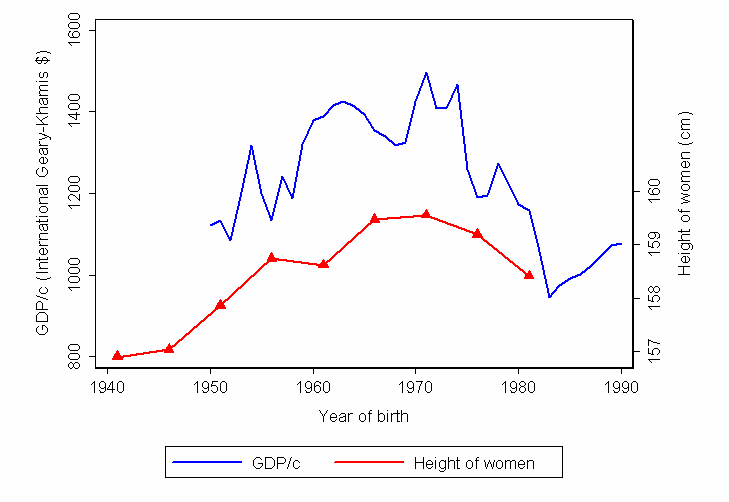 GDP/c (International Geary-Khamis $)
1600
1400
1200
1000
800
160
159
158
157
Height of women (cm)
1940 1950 1960 1970 1980 1990
Year of birth
GDP/c Height of women